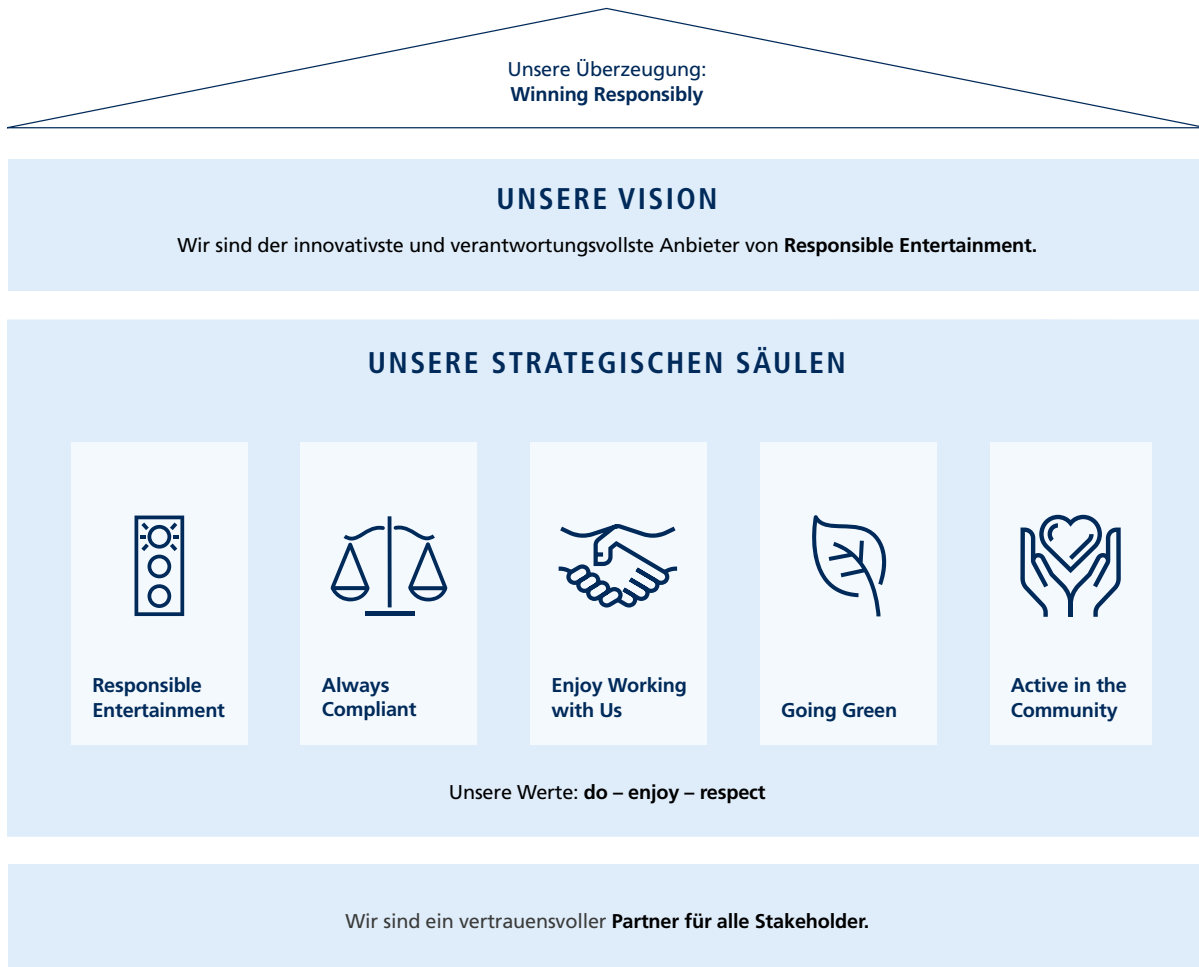 Unsere Überzeugung:
Winning Responsibly
UNSERE VISION
Wir sind der innovativste und verantwortungsvollste Anbieter von Responsible Entertainment.
UNSERE STRATEGISCHEN SÄULEN
Responsible
Entertainment
Always
Compliant
Enjoy Working
with Us
Going Green
Active in the
Community
Unsere Werte: do – enjoy – respect
Wir sind ein vertrauensvoller Partner für alle Stakeholder.